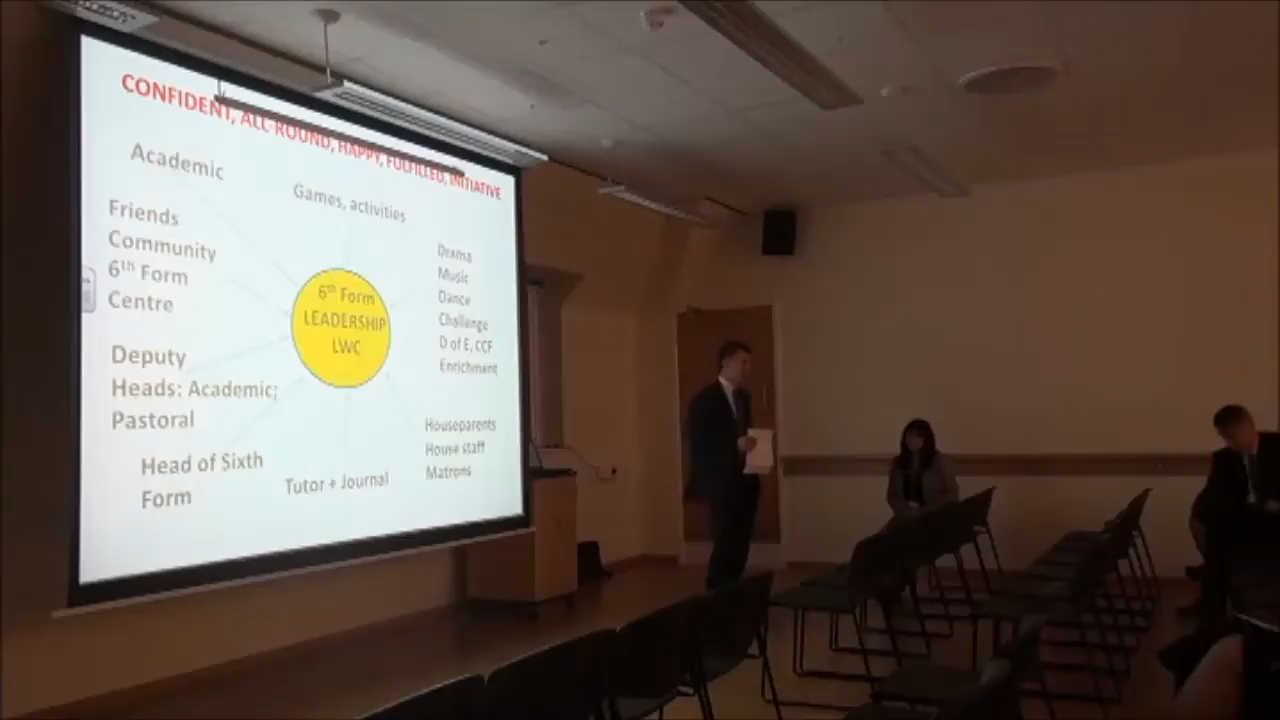 CONFIDENT, ALL-ROUND, HAPPY, FULFILLED, INITIATIVE
Academic
Games, activities
Friends
Community
6th Form
Centre
Drama
Music
Dance
Challenge
D of E, CCF
Enrichment
6th Form
LEADERSHIP
LWC
Deputy
Heads: Academic;
Pastoral
Houseparents
House staff
Matrons
Head of Sixth
Form
Tutor + Journal